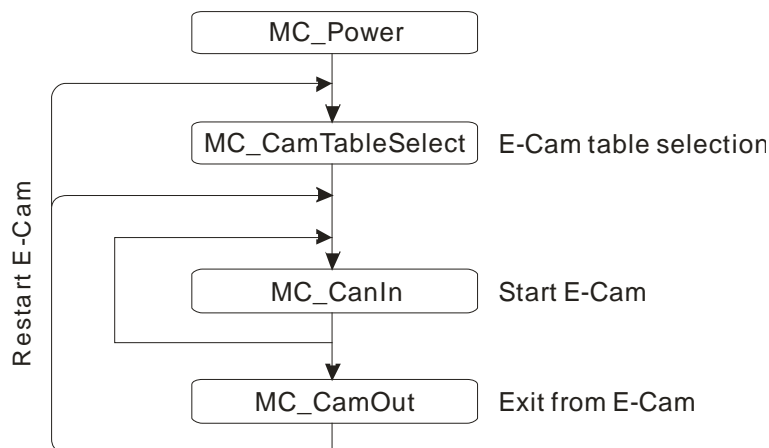 MC_Power
MC_CamTableSelect E-Cam table selection
Restart E-Cam
MC_CanIn Start E-Cam
MC_CamOut Exit from E-Cam